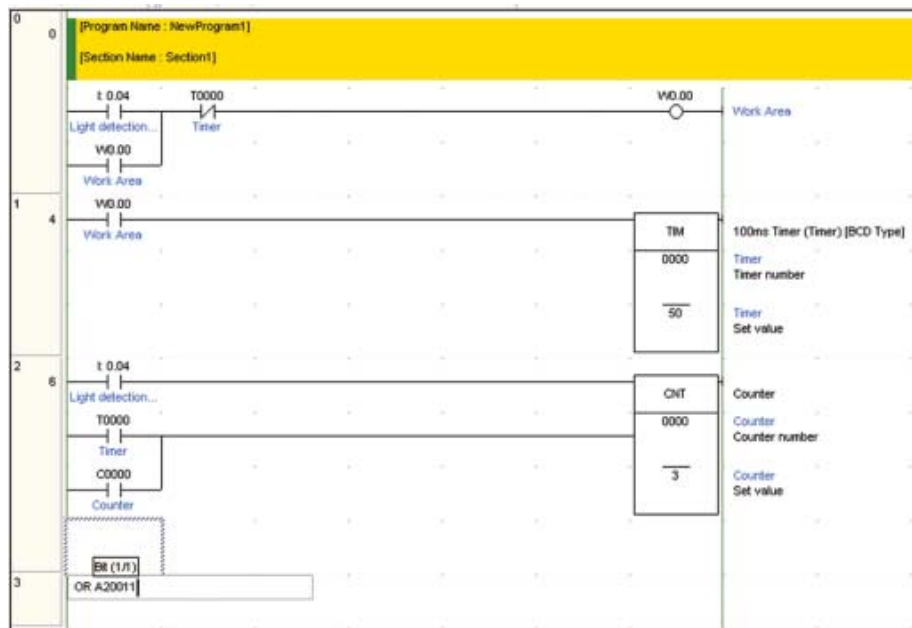 0
0
[Program Name : NewProgram1]
[Section Name : Section1]
I: 0.04
T0000
W0.00
Light detection...
Timer
Work Area
W0.00
Work Area
1
4
W0.00
Work Area
TIM
100ms Timer (Timer) [BCD Type]
0000
Timer
Timer number
50
Timer
Set value
2
6
I: 0.04
Light detection...
CNT
Counter
T0000
0000
Counter
Timer
Counter number
C0000
3
Counter
Counter
Set value
Bit (1/1)
3
OR A20011